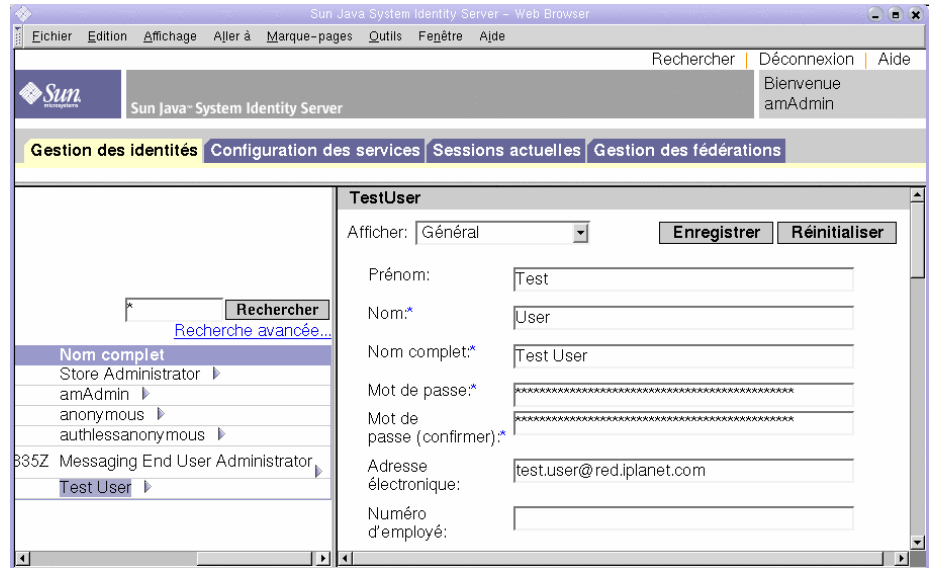 Sun Java System Identity Server - Web Browser
Fichier Edition Affichage Aller à Marque-pages Outils Fenêtre Aide
Rechercher | Déconnexion | Aide
Sun
microsystems
Sun Java™ System Identity Server
Bienvenue
amAdmin
Gestion des identités Configuration des services Sessions actuelles Gestion des fédérations
*
Rechercher
Recherche avancée...
Nom complet
Store Administrator
amAdmin
anonymous
authlessanonymous
335Z Messaging End User Administrator
Test User
TestUser
Afficher: Général Enregistrer Réinitialiser
Prénom: Test
Nom:* User
Nom complet:* Test User
Mot de passe:* ********************************************
Mot de
passe (confirmer):* ********************************************
Adresse
électronique: test.user@red.iplanet.com
Numéro
d'employé: